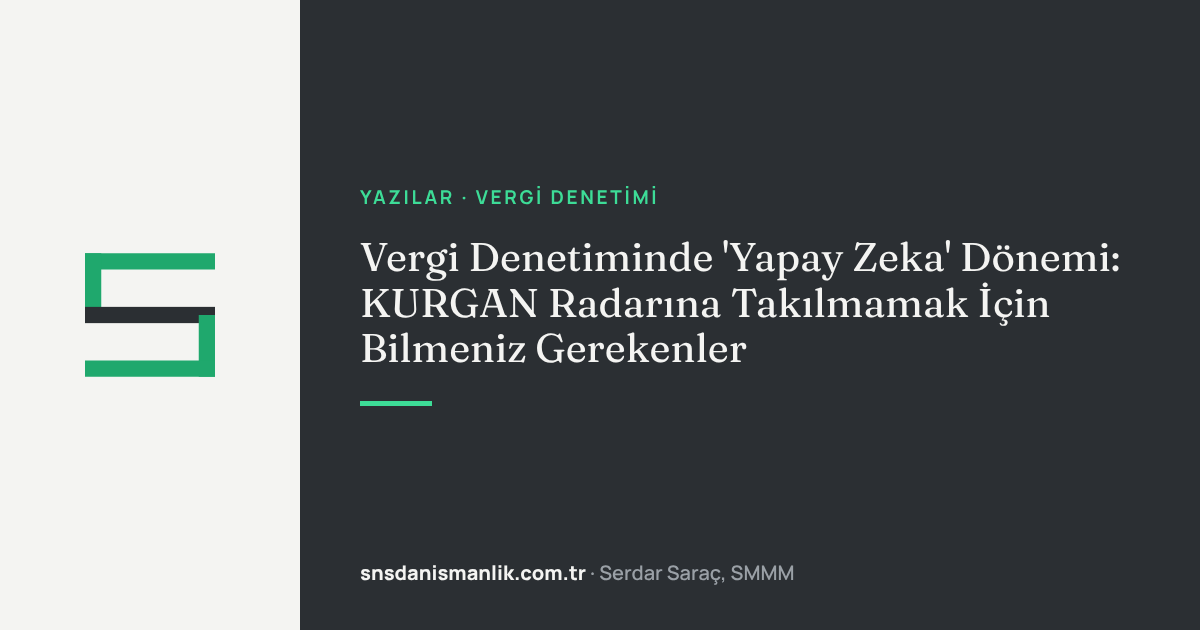 YAZILAR · VERGİ DENETİMİ
Vergi Denetiminde 'Yapay Zeka' Dönemi:
KURGAN Radarına Takılmamak İçin
Bilmeniz Gerekenler
snsdanismanlik.com.tr · Serdar Saraç, SMMM